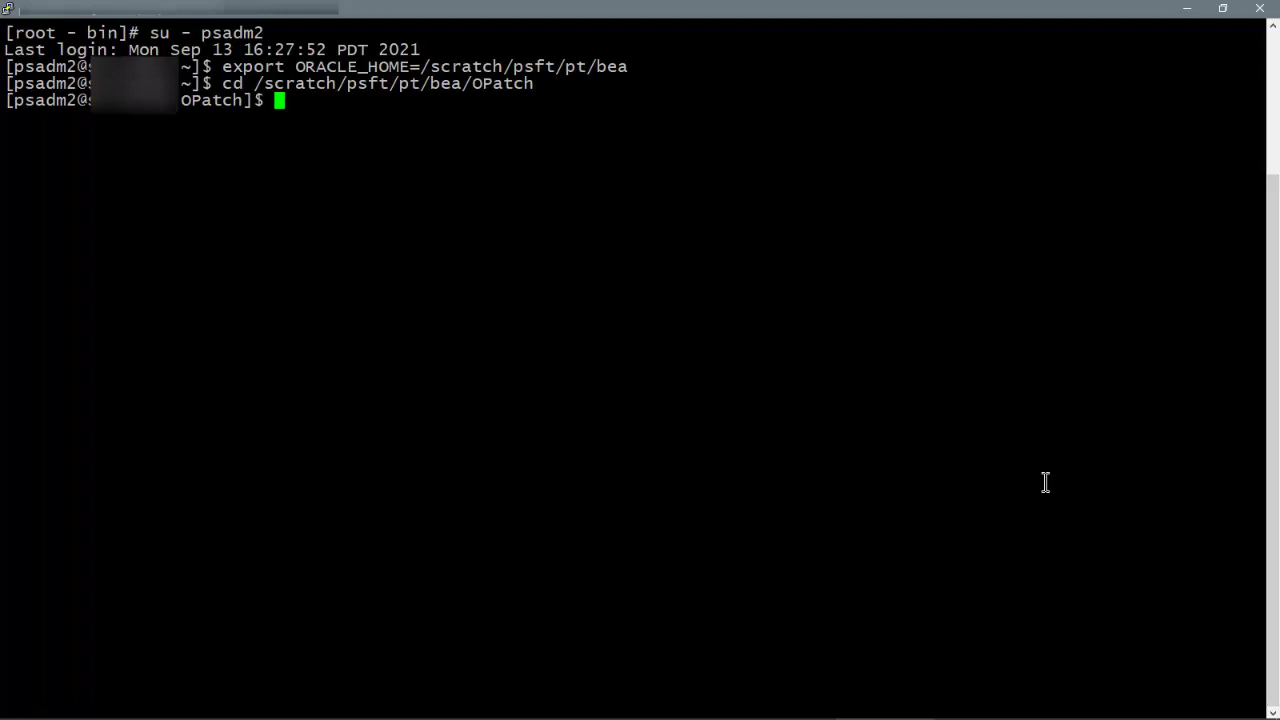 [root - bin]# su - psadm2
Last login: Mon Sep 13 16:27:52 PDT 2021
[psadm2@s ~]$ export ORACLE_HOME=/scratch/psft/pt/bea
[psadm2@s ~]$ cd /scratch/psft/pt/bea/OPatch
[psadm2@s OPatch]$